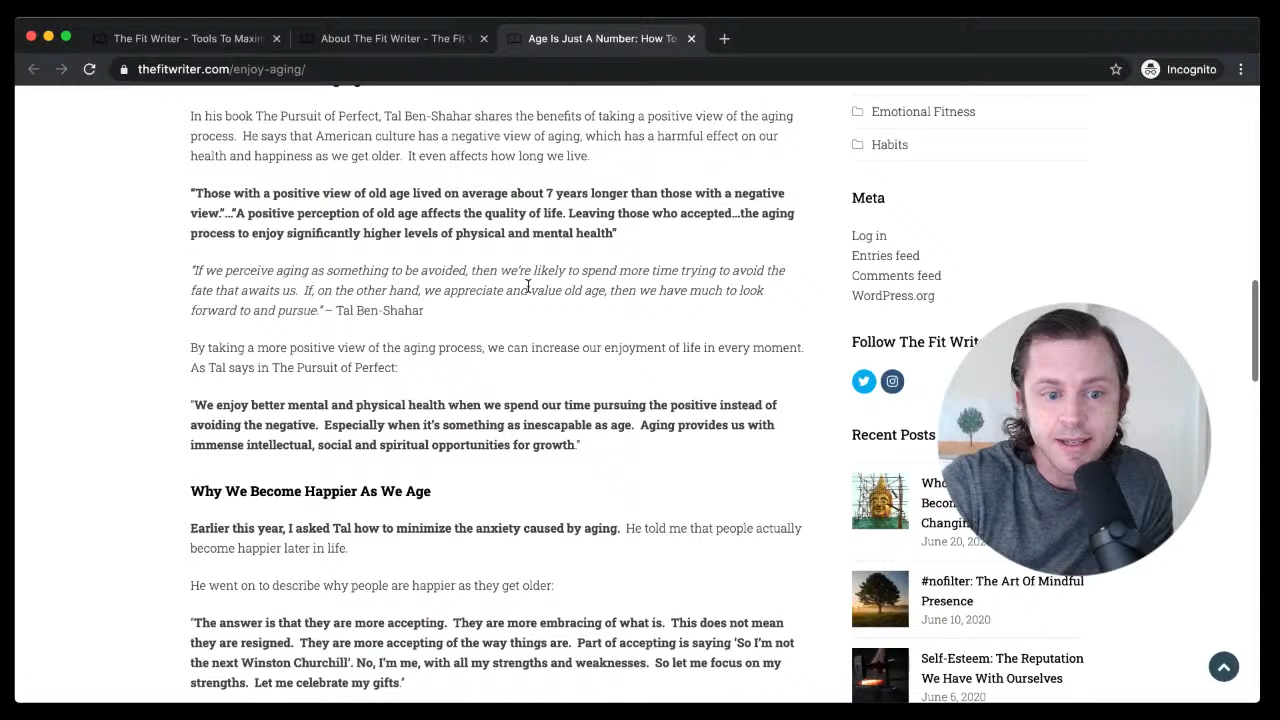 The Fit Writer - Tools To Maxim
About The Fit Writer - The Fit
Age Is Just A Number: How To
thefitwriter.com/enjoy-aging/
Incognito
In his book The Pursuit of Perfect, Tal Ben-Shahar shares the benefits of taking a positive view of the aging
process.  He says that American culture has a negative view of aging, which has a harmful effect on our
health and happiness as we get older.  It even affects how long we live.
"Those with a positive view of old age lived on average about 7 years longer than those with a negative
view."…"A positive perception of old age affects the quality of life. Leaving those who accepted…the aging
process to enjoy significantly higher levels of physical and mental health"
"If we perceive aging as something to be avoided, then we're likely to spend more time trying to avoid the
fate that awaits us.  If, on the other hand, we appreciate and value old age, then we have much to look
forward to and pursue." – Tal Ben-Shahar
By taking a more positive view of the aging process, we can increase our enjoyment of life in every moment.
As Tal says in The Pursuit of Perfect:
"We enjoy better mental and physical health when we spend our time pursuing the positive instead of
avoiding the negative.  Especially when it's something as inescapable as age.  Aging provides us with
immense intellectual, social and spiritual opportunities for growth."
Why We Become Happier As We Age
Earlier this year, I asked Tal how to minimize the anxiety caused by aging.  He told me that people actually
become happier later in life.
He went on to describe why people are happier as they get older:
"The answer is that they are more accepting.  They are more embracing of what is.  This does not mean
they are resigned.  They are more accepting of the way things are.  Part of accepting is saying 'So I'm not
the next Winston Churchill'. No, I'm me, with all my strengths and weaknesses.  So let me focus on my
strengths.  Let me celebrate my gifts."
Emotional Fitness
Habits
Meta
Log in
Entries feed
Comments feed
WordPress.org
Follow The Fit Writ
Recent Posts
Who
Becom
Changin
June 20, 202
#nofilter: The Art Of Mindful
Presence
June 10, 2020
Self-Esteem: The Reputation
We Have With Ourselves
June 6, 2020